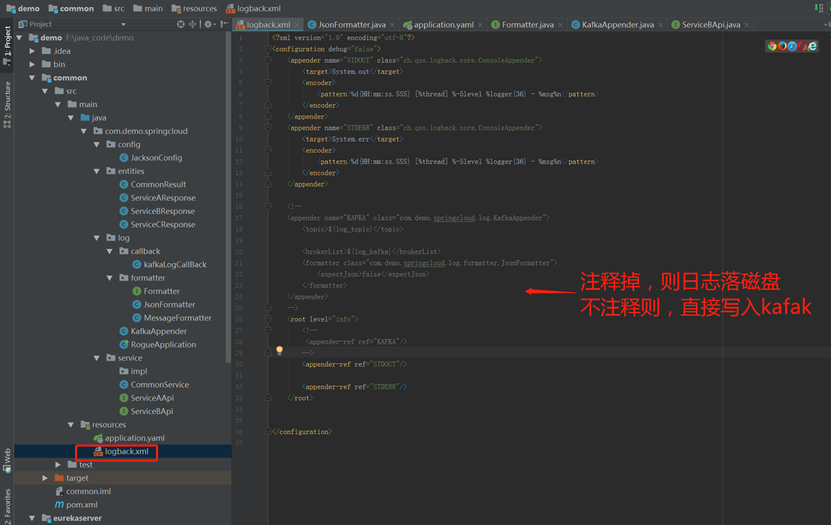 demo common src main resources logback.xml
Project
logback.xml JsonFormatter.java application.yaml Formatter.java KafkaAppender.java ServiceBApi.java
1: Project
7: Structure
Web
2: Favorites
demo F:\java_code\demo
.idea
bin
common
src
main
java
com.demo.springcloud
config
JacksonConfig
entities
CommonResult
ServiceAResponse
ServiceBResponse
ServiceCResponse
log
callback
kafkaLogCallBack
formatter
Formatter
JsonFormatter
MessageFormatter
KafkaAppender
RogueApplication
service
impl
CommonService
ServiceAApi
ServiceBApi
resources
application.yaml
logback.xml
test
target
common.iml
pom.xml
eurekaserver
<?xml version="1.0" encoding="utf-8"?>
<configuration debug="false">
<appender name="STDOUT" class="ch.qos.logback.core.ConsoleAppender">
<target>System.out</target>
<encoder>
<pattern>%d{HH:mm:ss.SSS} [%thread] %-5level %logger{36} - %msg%n</pattern>
</encoder>
</appender>
<appender name="STDERR" class="ch.qos.logback.core.ConsoleAppender">
<target>System.err</target>
<encoder>
<pattern>%d{HH:mm:ss.SSS} [%thread] %-5level %logger{36} - %msg%n</pattern>
</encoder>
</appender>
<!--
<appender name="KAFKA" class="com.demo.springcloud.log.KafkaAppender">
<topic>${log_topic}</topic>
<brokerList>${log_kafka}</brokerList>
<formatter class="com.demo.springcloud.log.formatter.JsonFormatter">
<expectJson>false</expectJson>
</formatter>
</appender>
-->
<root level="info">
<!--
<appender-ref ref="KAFKA"/>
-->
<appender-ref ref="STDOUT"/>
<appender-ref ref="STDERR"/>
</root>
</configuration>
注释掉，则日志落磁盘
不注释则，直接写入kafak